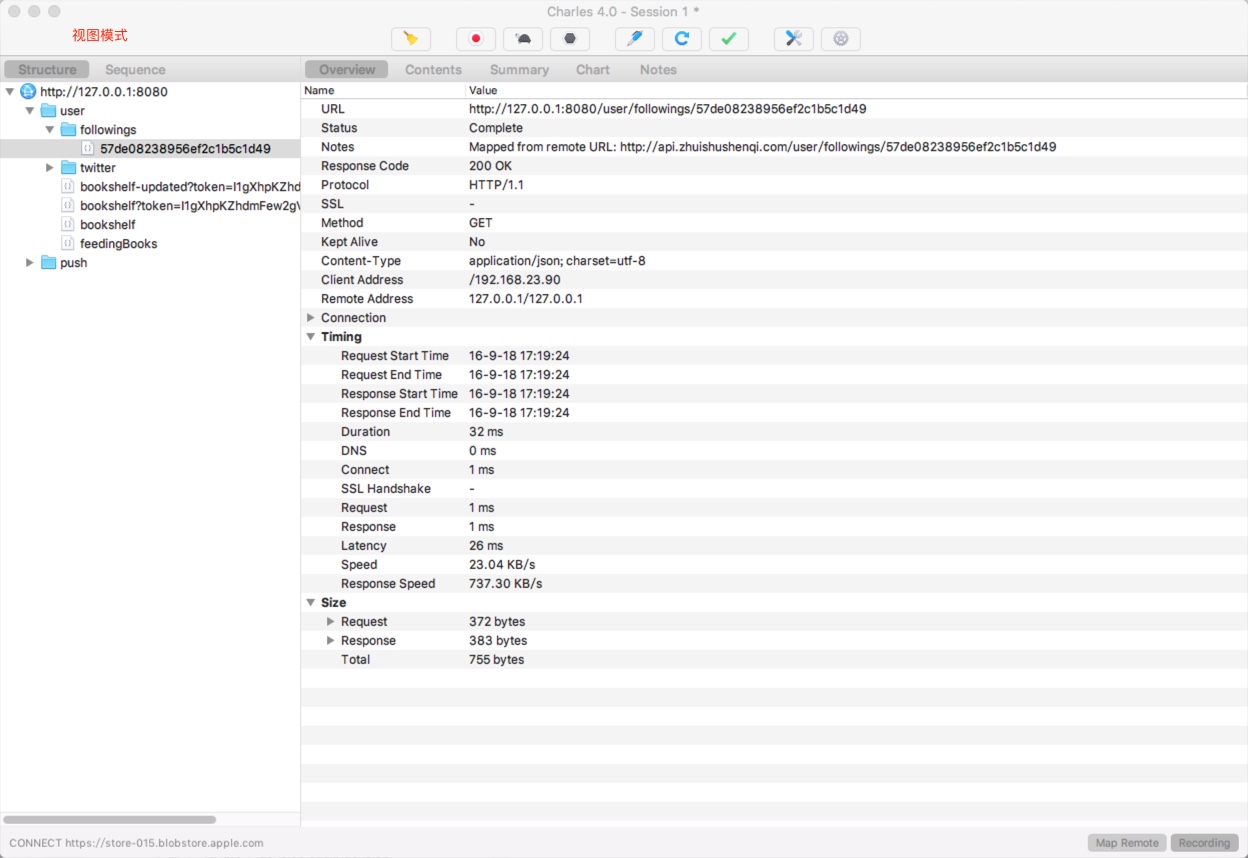 Charles 4.0 - Session 1 *
视图模式
Structure Sequence
Overview Contents Summary Chart Notes
http://127.0.0.1:8080
user
followings
57de08238956ef2c1b5c1d49
twitter
bookshelf-updated?token=I1gXhpKZhd
bookshelf?token=I1gXhpKZhdmFew2gV
bookshelf
feedingBooks
push
Name Value
URL http://127.0.0.1:8080/user/followings/57de08238956ef2c1b5c1d49
Status Complete
Notes Mapped from remote URL: http://api.zhuishushenqi.com/user/followings/57de08238956ef2c1b5c1d49
Response Code 200 OK
Protocol HTTP/1.1
SSL -
Method GET
Kept Alive No
Content-Type application/json; charset=utf-8
Client Address /192.168.23.90
Remote Address 127.0.0.1/127.0.0.1
Connection
Timing
Request Start Time 16-9-18 17:19:24
Request End Time 16-9-18 17:19:24
Response Start Time 16-9-18 17:19:24
Response End Time 16-9-18 17:19:24
Duration 32 ms
DNS 0 ms
Connect 1 ms
SSL Handshake -
Request 1 ms
Response 1 ms
Latency 26 ms
Speed 23.04 KB/s
Response Speed 737.30 KB/s
Size
Request 372 bytes
Response 383 bytes
Total 755 bytes
CONNECT https://store-015.blobstore.apple.com
Map Remote Recording